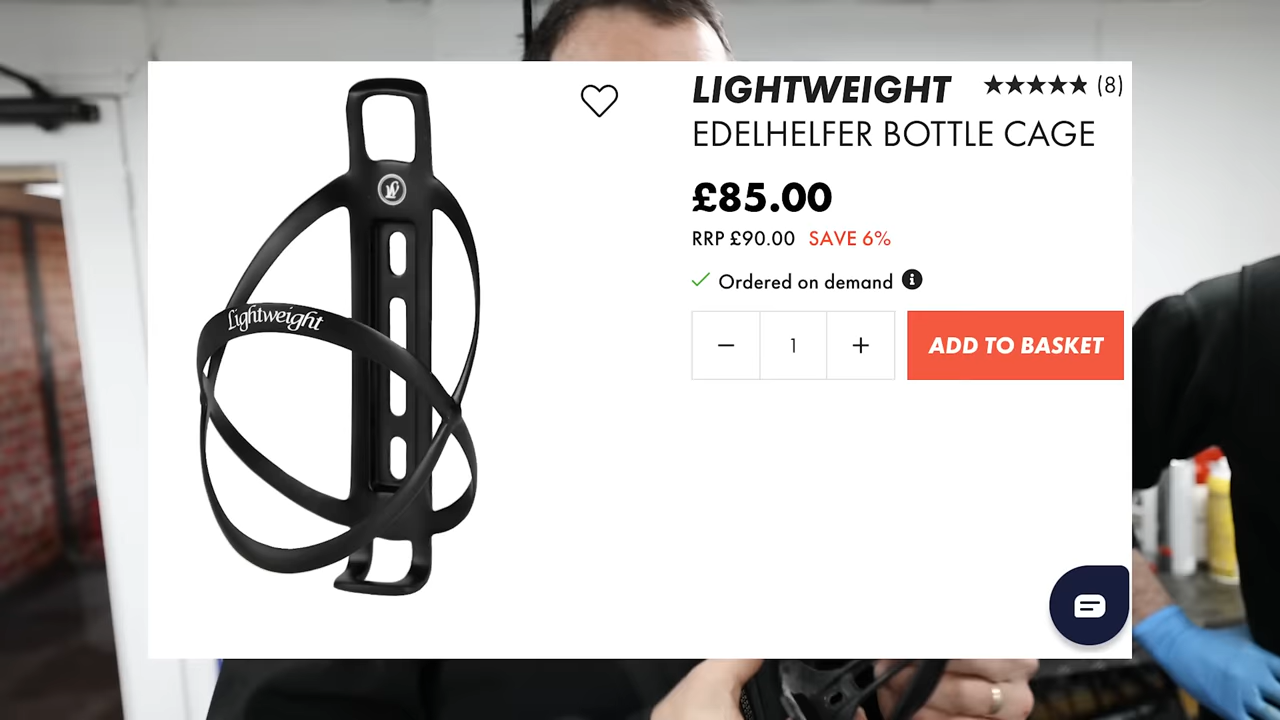 Lightweight
LIGHTWEIGHT ★★★★★ (8)
EDELHELFER BOTTLE CAGE
£85.00
RRP £90.00 SAVE 6%
✓ Ordered on demand i
− 1 +
ADD TO BASKET